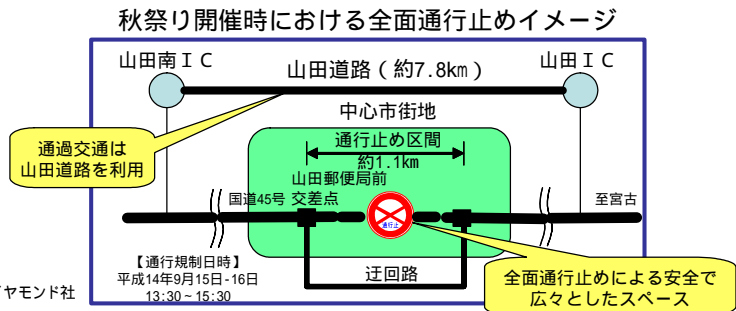 秋祭り開催時における全面通行止めイメージ
山田南ＩＣ
山田道路（約7.8km）
山田ＩＣ
中心市街地
通過交通は
山田道路を利用
通行止め区間
約1.1km
山田郵便局前
交差点
国道45号
通行止
至宮古
【通行規制日時】
平成14年9月15日-16日
13:30～15:30
迂回路
全面通行止めによる安全で
広々としたスペース
ヤモンド社